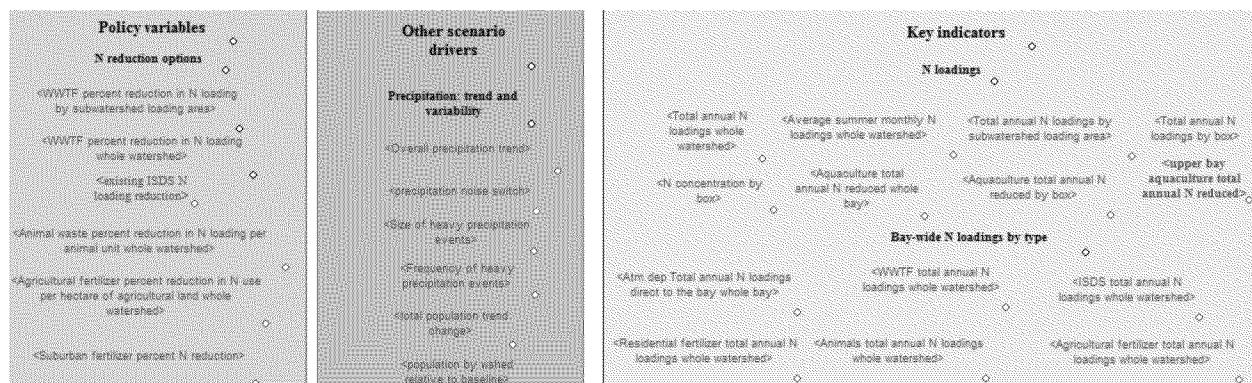 Policy variables
N reduction options
<WWTF percent reduction in N loading
by subwatershed loading area>
<WWTF percent reduction in N loading
whole watershed>
<existing ISDS N
loading reduction>
<Animal waste percent reduction in N loading per
animal unit whole watershed>
<Agricultural fertilizer percent reduction in N use
per hectare of agricultural land whole
watershed>
<Suburban fertilizer percent N reduction>
Other scenario
drivers
Precipitation: trend and
variability
<Overall precipitation trend>
<precipitation noise switch>
<Size of heavy precipitation
events>
<Frequency of heavy
precipitation events>
<total population trend
change>
<population by wshed
relative to baseline>
Key indicators
N loadings
<Total annual N
loadings whole
watershed>
<Average summer monthly N
loadings whole watershed>
<Total annual N loadings by
subwatershed loading area>
<Total annual N
loadings by box>
<N concentration by
box>
<Aquaculture total
annual N reduced whole
bay>
<Aquaculture total annual N
reduced by box>
<upper bay
aquaculture total
annual N reduced>
Bay-wide N loadings by type
<Atm dep Total annual N loadings
direct to the bay whole bay>
<WWTF total annual N
loadings whole watershed>
<ISDS total annual N
loadings whole watershed>
<Residential fertilizer total annual N
loadings whole watershed>
<Animals total annual N loadings
whole watershed>
<Agricultural fertilizer total annual N
loadings whole watershed>